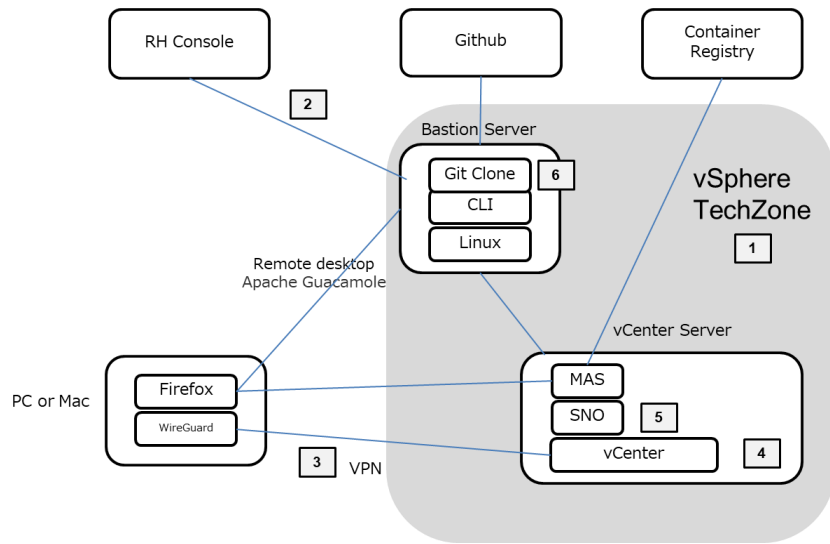 RH Console
Github
Container
Registry
2
Bastion Server
Git Clone
6
CLI
Linux
vSphere
TechZone
1
Remote desktop
Apache Guacamole
vCenter Server
PC or Mac
Firefox
WireGuard
MAS
SNO
5
vCenter
4
3
VPN